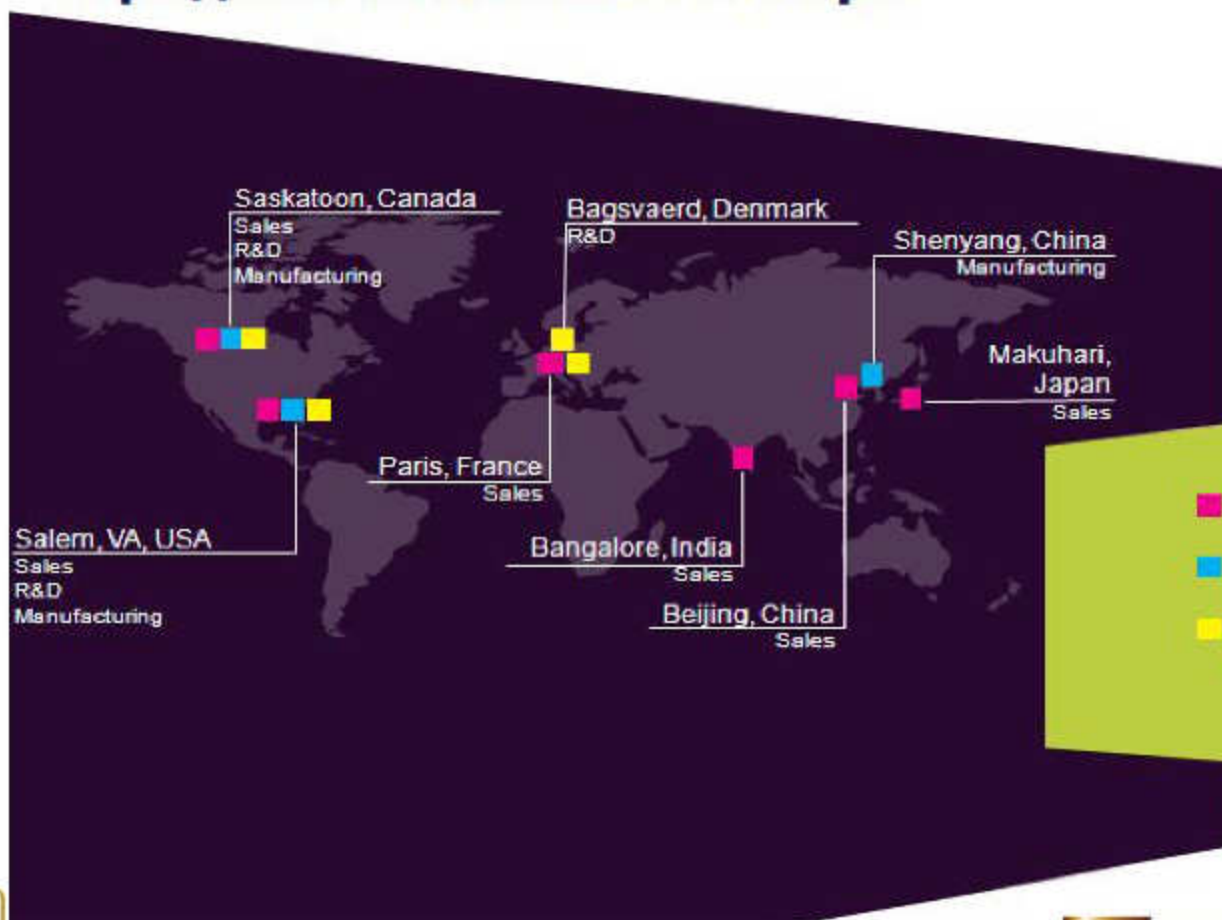 Saskatoon, Canada
Sales
R&D
Manufacturing
Bagsvaerd, Denmark
R&D
Shenyang, China
Manufacturing
Makuhari,
Japan
Sales
Paris, France
Sales
Salem, VA, USA
Sales
R&D
Manufacturing
Bangalore, India
Sales
Beijing, China
Sales